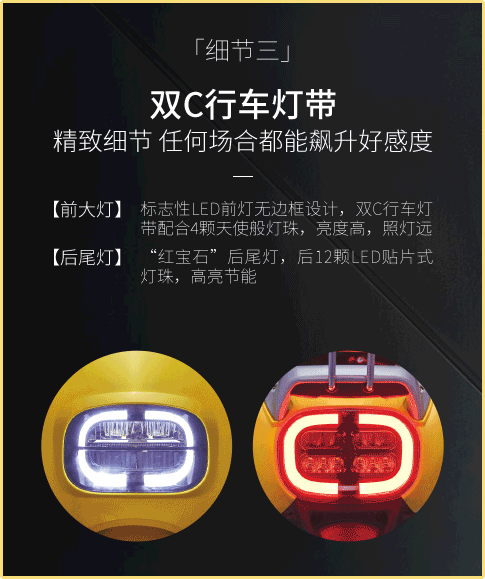 「细节三」
双C行车灯带
精致细节 任何场合都能飙升好感度
【前大灯】 标志性LED前灯无边框设计，双C行车灯
带配合4颗天使般灯珠，亮度高，照灯远
【后尾灯】 “红宝石”后尾灯，后12颗LED贴片式
灯珠，高亮节能